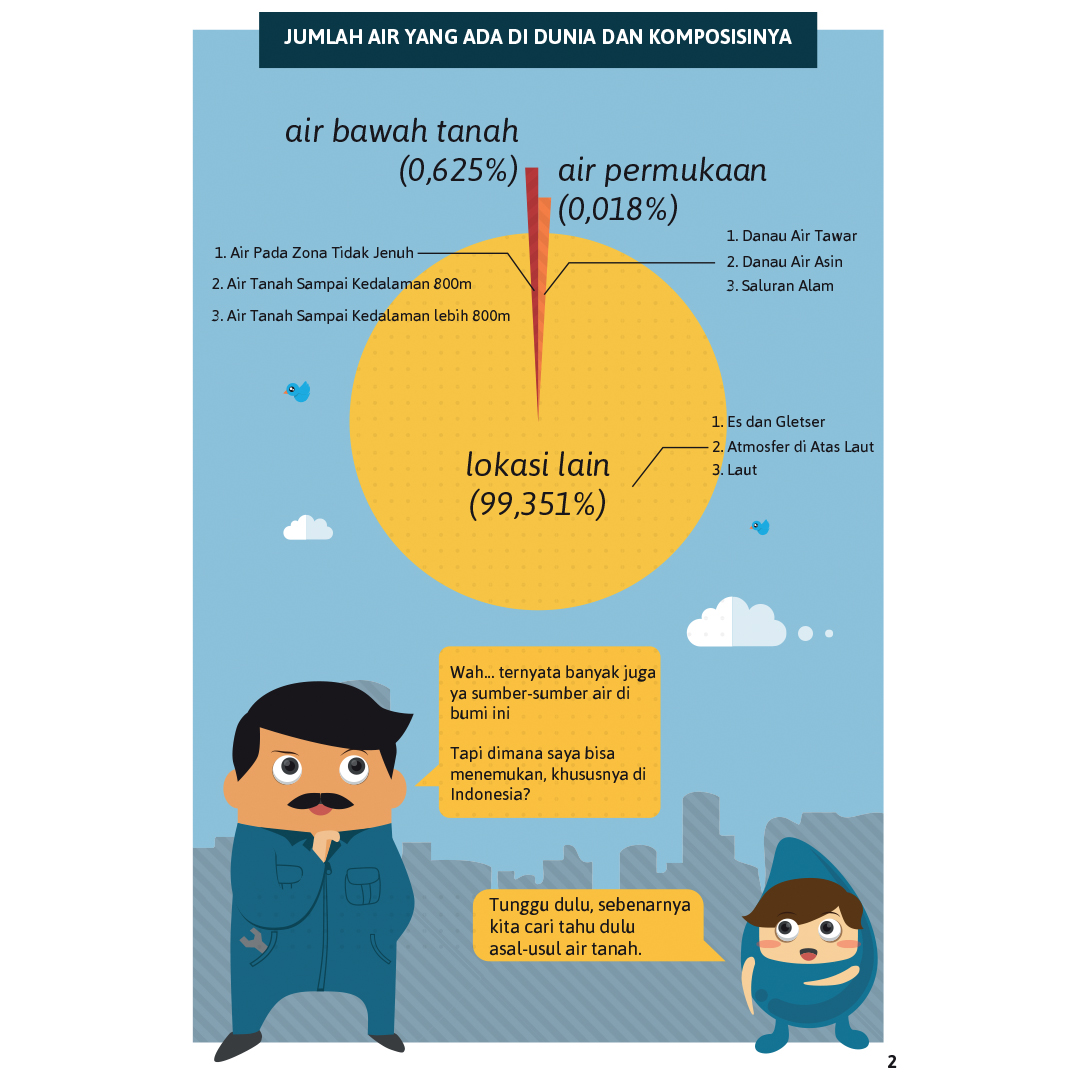 JUMLAH AIR YANG ADA DI DUNIA DAN KOMPOSISINYA
air bawah tanah
(0,625%)
air permukaan
(0,018%)
1. Air Pada Zona Tidak Jenuh
2. Air Tanah Sampai Kedalaman 800m
3. Air Tanah Sampai Kedalaman lebih 800m
1. Danau Air Tawar
2. Danau Air Asin
3. Saluran Alam
lokasi lain
(99,351%)
1. Es dan Gletser
2. Atmosfer di Atas Laut
3. Laut
Wah... ternyata banyak juga
ya sumber-sumber air di
bumi ini
Tapi dimana saya bisa
menemukan, khususnya di
Indonesia?
Tunggu dulu, sebenarnya
kita cari tahu dulu
asal-usul air tanah.
2